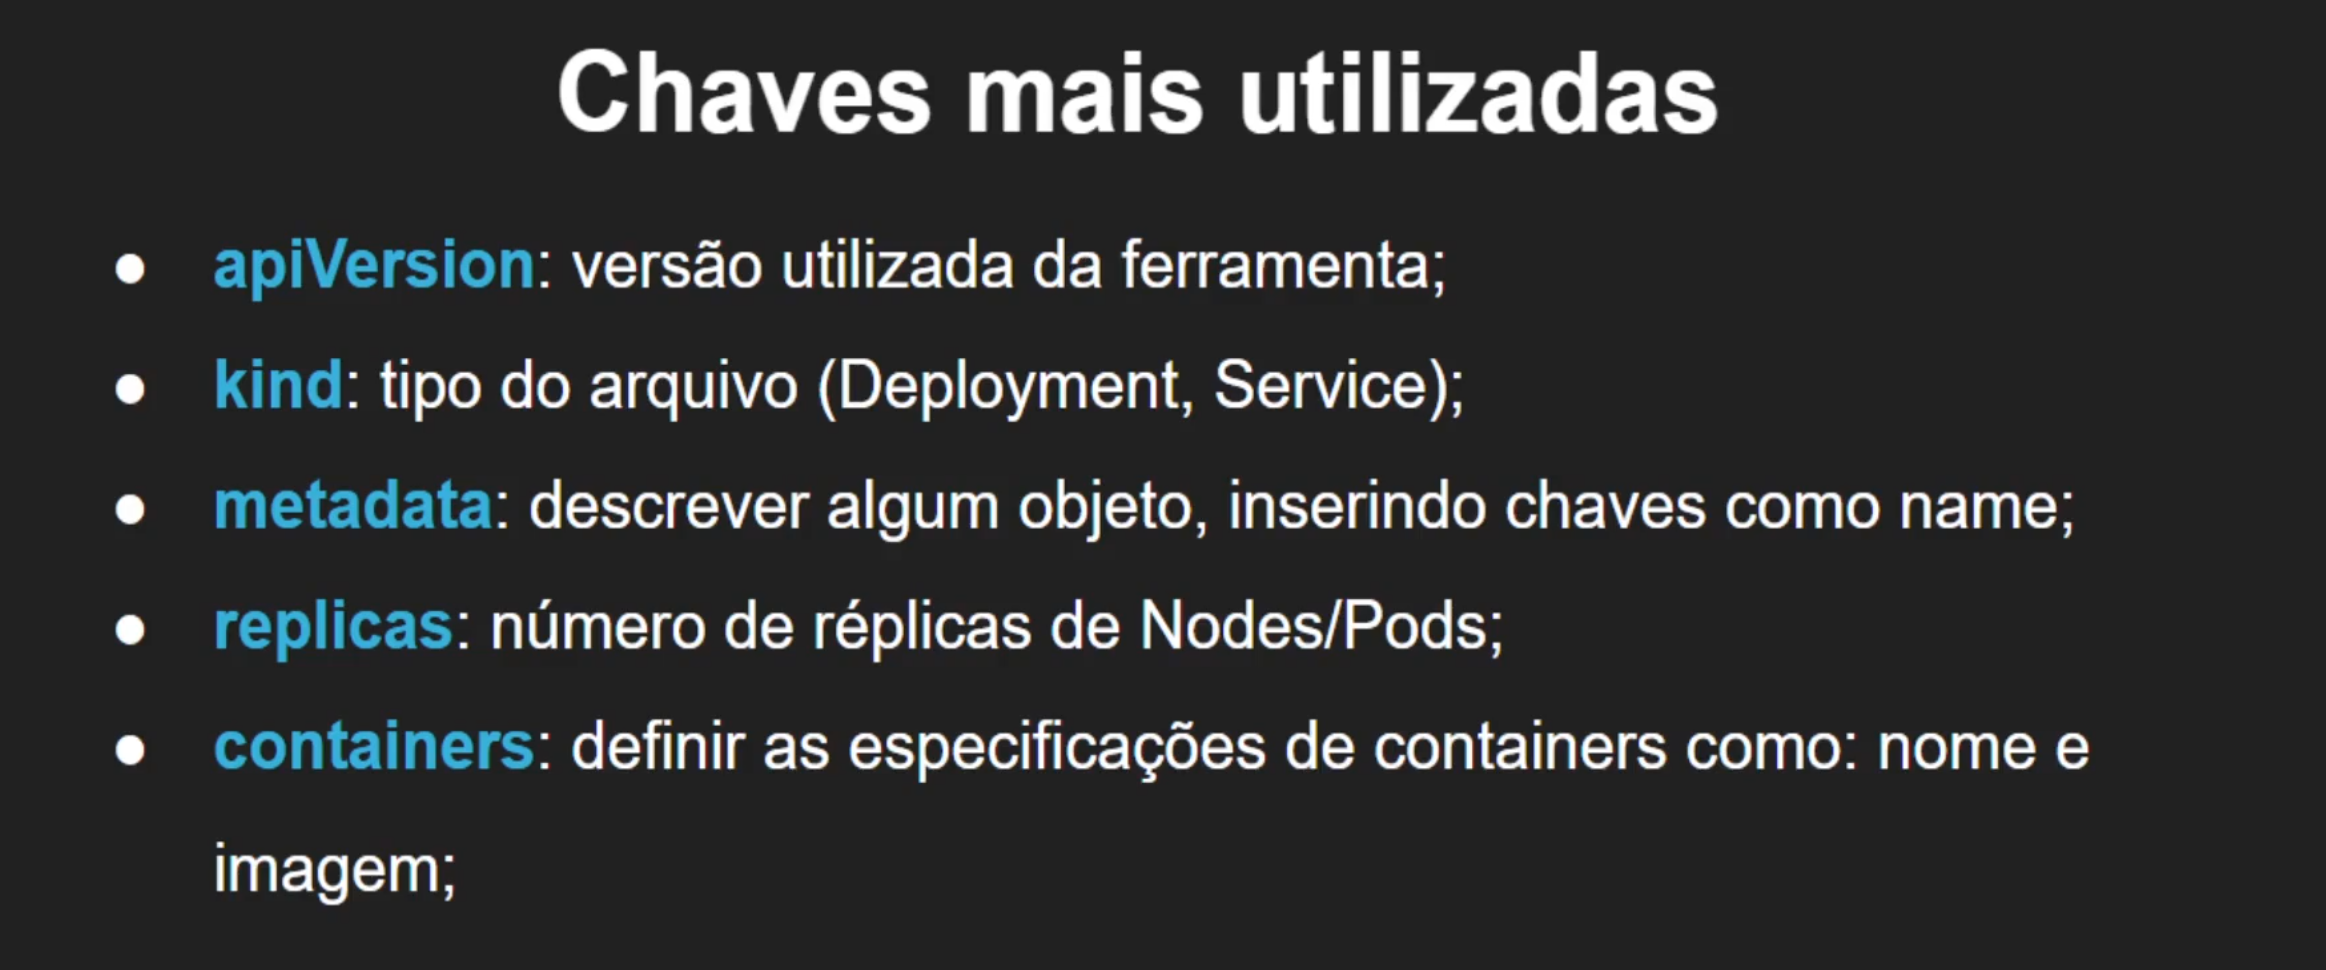 Chaves mais utilizadas
● apiVersion: versão utilizada da ferramenta;
● kind: tipo do arquivo (Deployment, Service);
● metadata: descrever algum objeto, inserindo chaves como name;
● replicas: número de réplicas de Nodes/Pods;
● containers: definir as especificações de containers como: nome e
imagem;